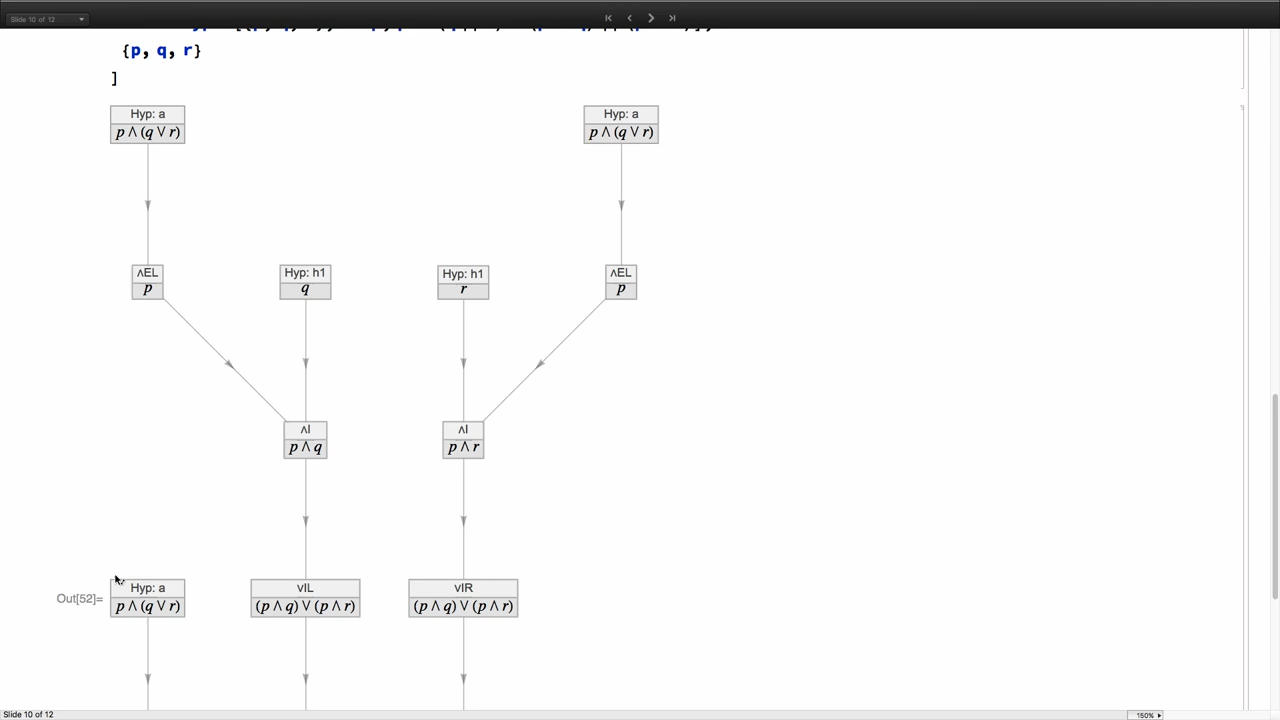 Slide 10 of 12
{p, q, r}
]
Hyp: a
p ∧ (q ∨ r)
Hyp: a
p ∧ (q ∨ r)
∧EL
p
Hyp: h1
q
Hyp: h1
r
∧EL
p
∧I
p ∧ q
∧I
p ∧ r
Out[52]=
Hyp: a
p ∧ (q ∨ r)
∨IL
(p ∧ q) ∨ (p ∧ r)
∨IR
(p ∧ q) ∨ (p ∧ r)
Slide 10 of 12
150%